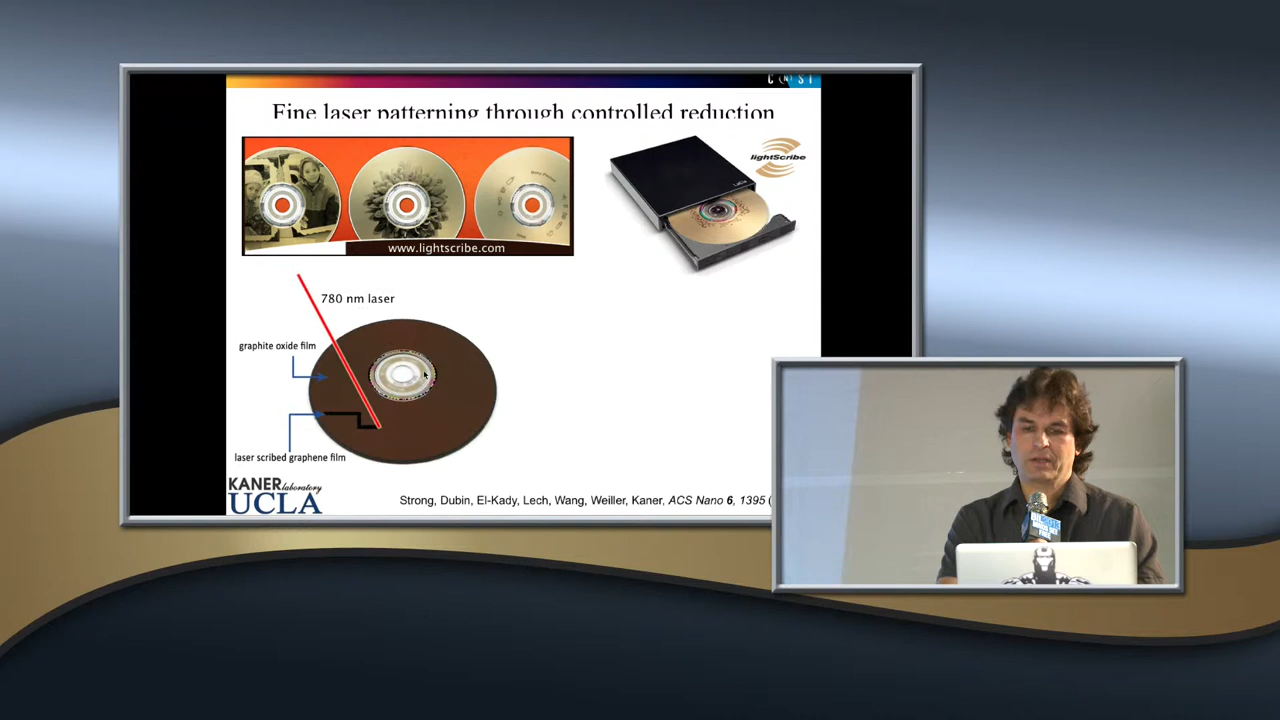 C N S I
Fine laser patterning through controlled reduction
lightScribe
www.lightscribe.com
780 nm laser
graphite oxide film
laser scribed graphene film
KANER laboratory
UCLA
Strong, Dubin, El-Kady, Lech, Wang, Weiller, Kaner, ACS Nano 6, 1395 (